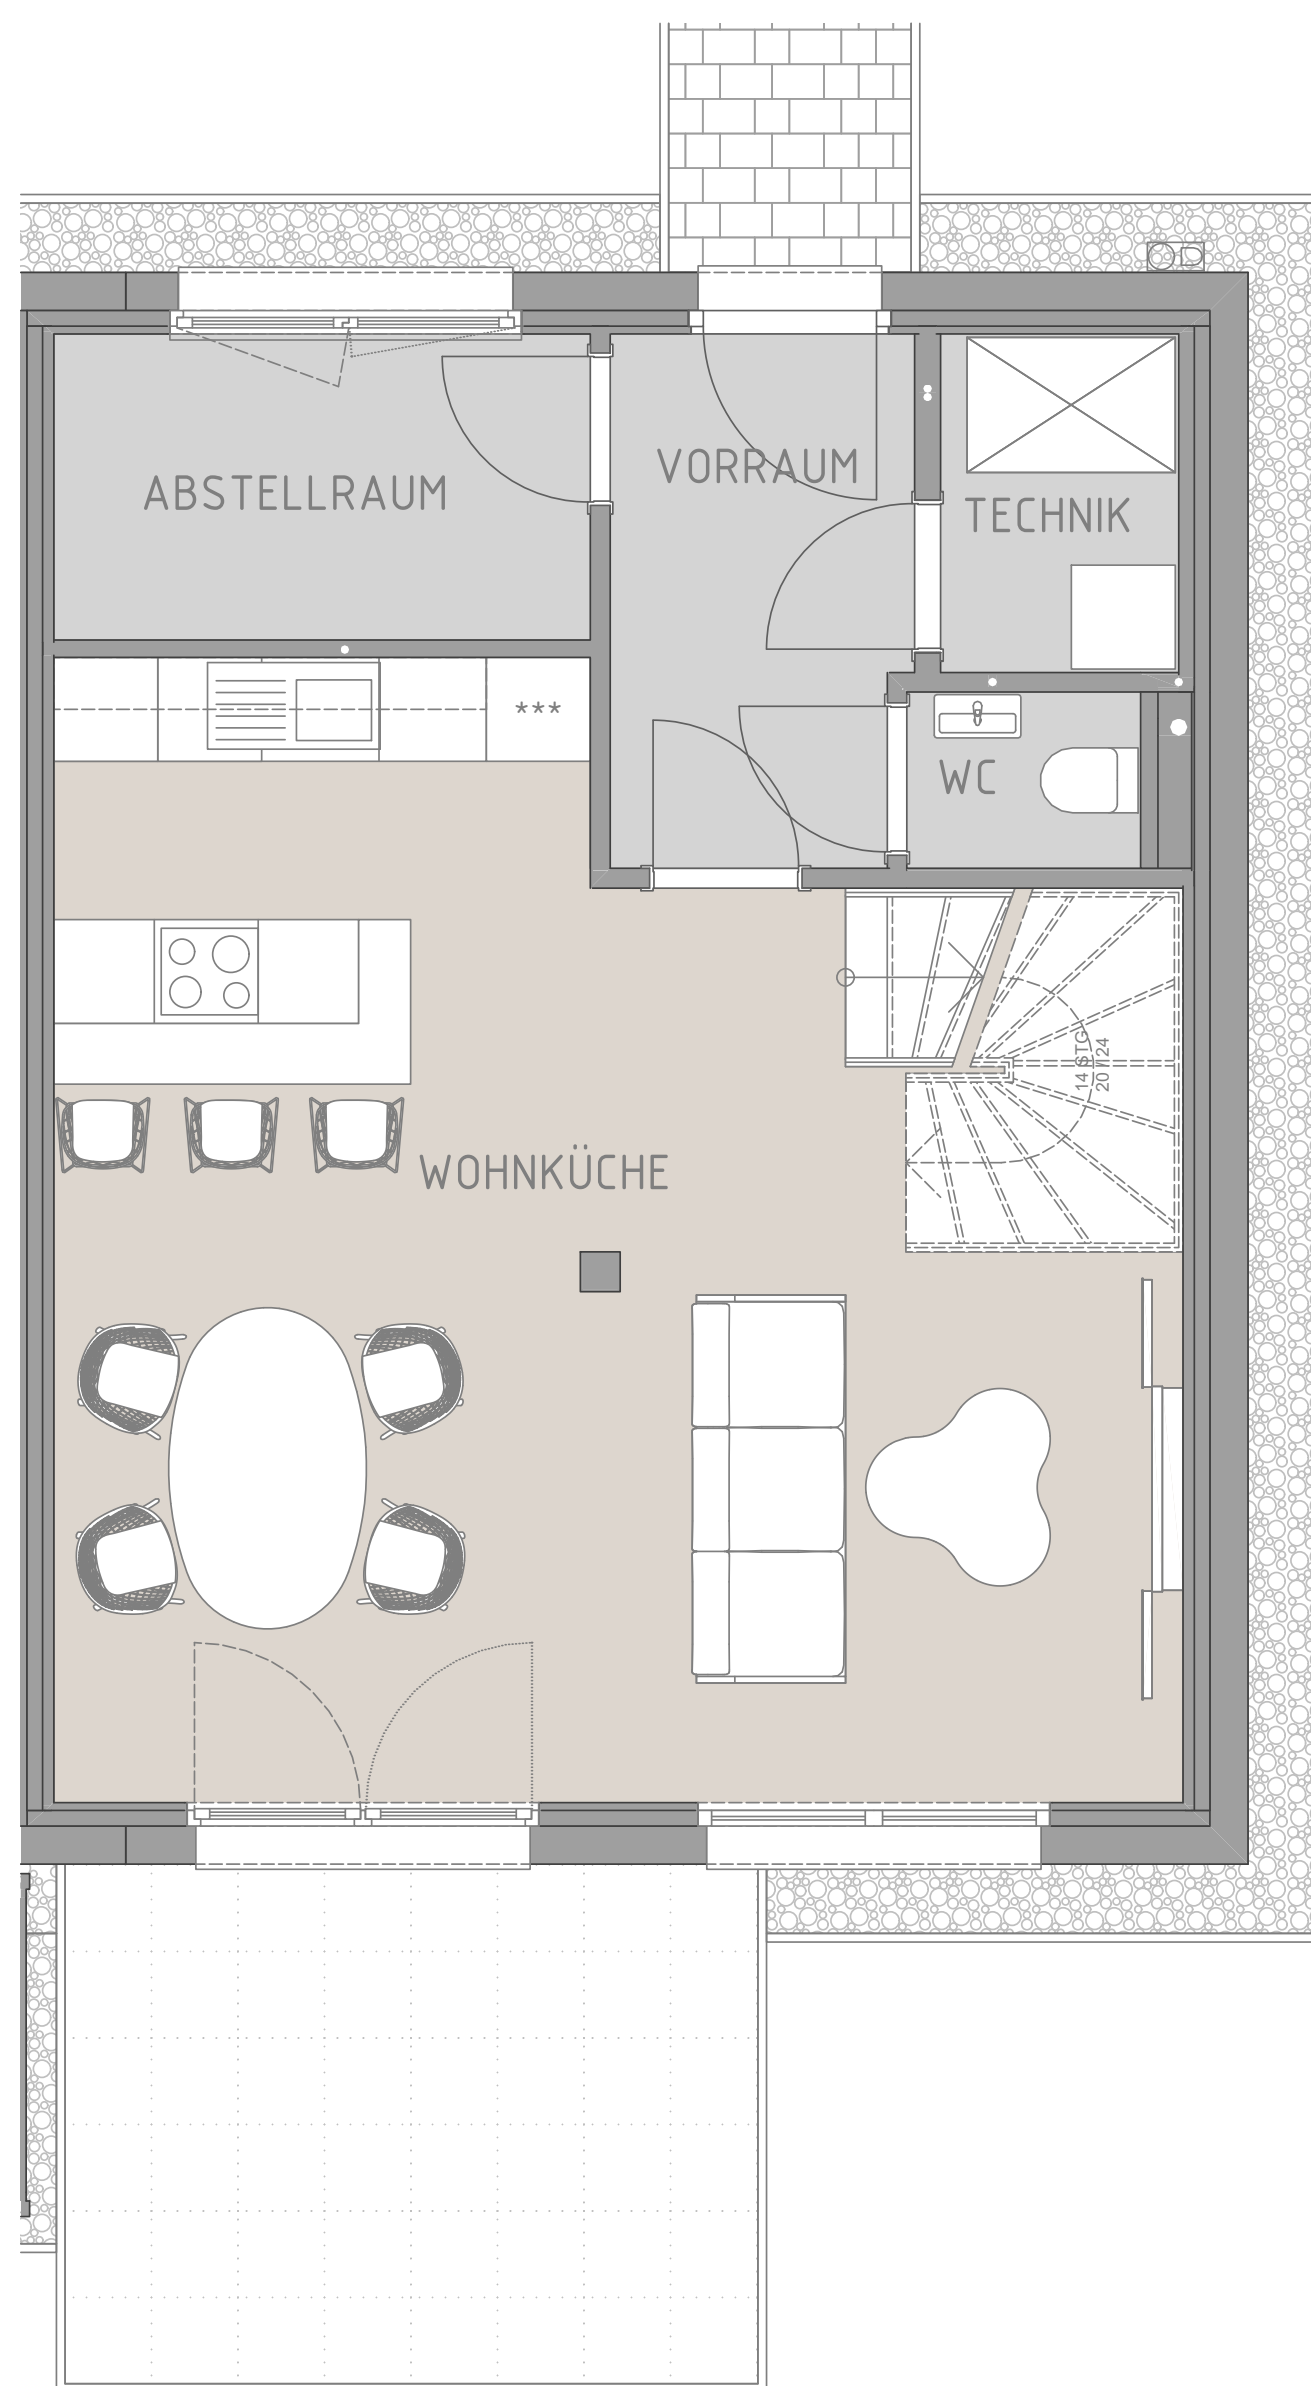 VORRAUM
ABSTELLRAUM
TECHNIK
***
WC
14 STG
20 / 24
WOHNKÜCHE